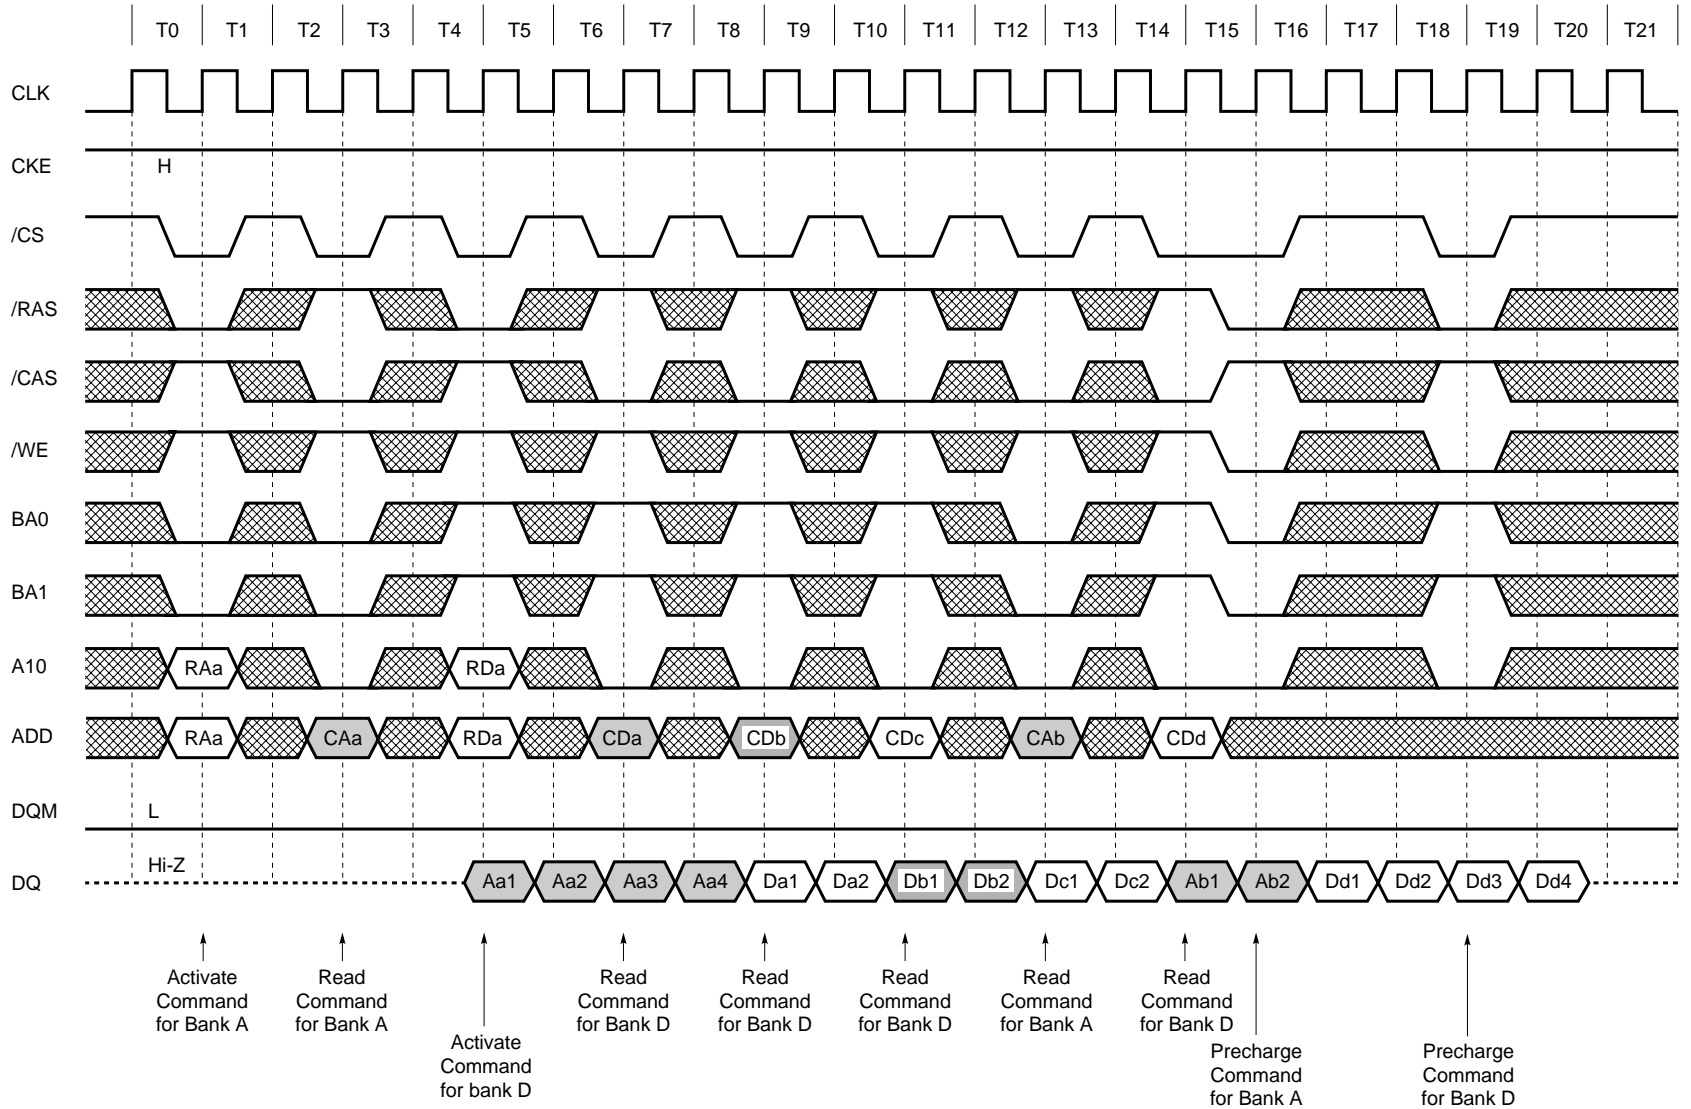 T0 T1 T2 T3 T4 T5 T6 T7 T8 T9 T10 T11 T12 T13 T14 T15 T16 T17 T18 T19 T20 T21
CLK
CKE H
/CS
/RAS
/CAS
/WE
BA0
BA1
A10 RAa RDa
ADD RAa CAa RDa CDa CDb CDc CAb CDd
DQM L
Hi-Z
DQ Aa1 Aa2 Aa3 Aa4 Da1 Da2 Db1 Db2 Dc1 Dc2 Ab1 Ab2 Dd1 Dd2 Dd3 Dd4
Activate
Command
for Bank A
Read
Command
for Bank A
Activate
Command
for bank D
Read
Command
for Bank D
Read
Command
for Bank D
Read
Command
for Bank D
Read
Command
for Bank A
Read
Command
for Bank D
Precharge
Command
for Bank A
Precharge
Command
for Bank D